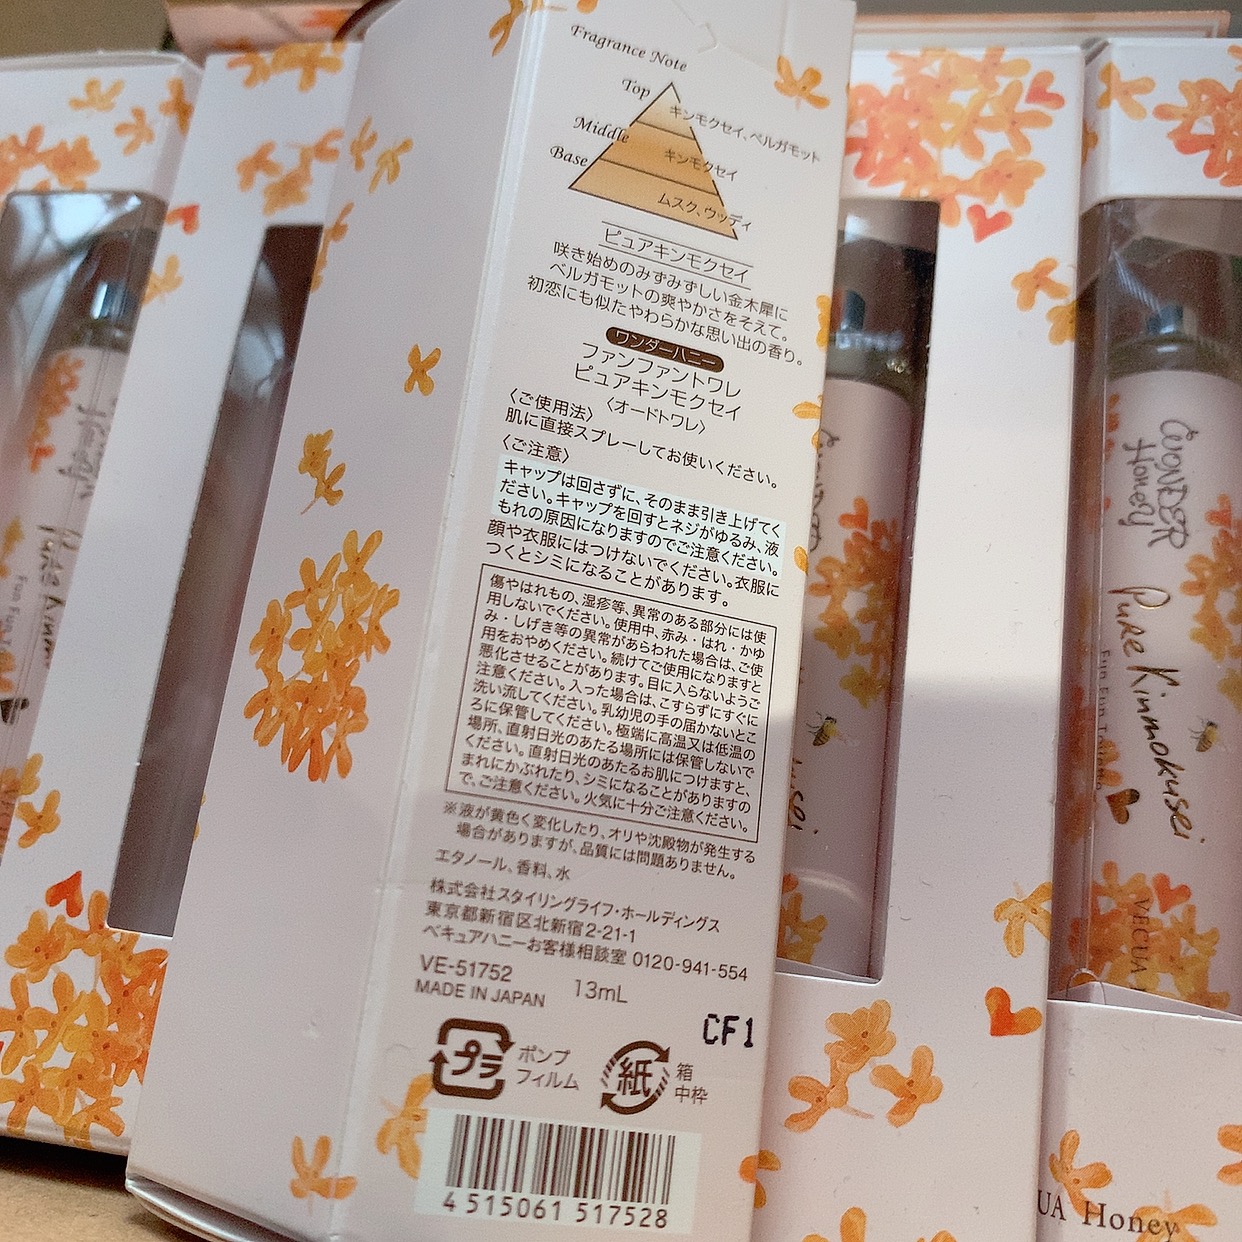 Fragrance Note
Top
キンモクセイ、ベルガモット
Middle
キンモクセイ
Base
ムスク、ウッディ
ピュアキンモクセイ
咲き始めのみずみずしい金木犀に
ベルガモットの爽やかさをそえて。
初恋にも似たやわらかな思い出の香り。
ワンダーハニー
ファンファントワレ
ピュアキンモクセイ
〈オードトワレ〉
〈ご使用法〉
肌に直接スプレーしてお使いください。
〈ご注意〉
キャップは回さずに、そのまま引き上げてく
ださい。キャップを回すとネジがゆるみ、液
もれの原因になりますのでご注意ください。
顔や衣服にはつけないでください。衣服に
つくとシミになることがあります。
傷やはれもの、湿疹等、異常のある部分には使
用しないでください。使用中、赤み・はれ・かゆ
み・しげき等の異常があらわれた場合は、ご使
用をおやめください。続けてご使用になりますと
悪化させることがあります。目に入らないようご
注意ください。入った場合は、こすらずにすぐに
洗い流してください。乳幼児の手の届かないとこ
ろに保管してください。極端に高温又は低温の
場所、直射日光のあたる場所には保管しないで
ください。直射日光のあたるお肌につけますと、
まれにかぶれたり、シミになることがありますの
で、ご注意ください。火気に十分ご注意ください。
※液が黄色く変化したり、オリや沈殿物が発生する
場合がありますが、品質には問題ありません。
エタノール、香料、水
株式会社スタイリングライフ・ホールディングス
東京都新宿区北新宿2-21-1
ベキュアハニーお客様相談室 0120-941-554
VE-51752 13mL
MADE IN JAPAN
CF1
プラ
ポンプ
フィルム
紙
箱
中枠
4 515061 517528
WONDER
Honey
Pure Kinmokusei
Fun Fun Toilette
VECUA
UA Honey